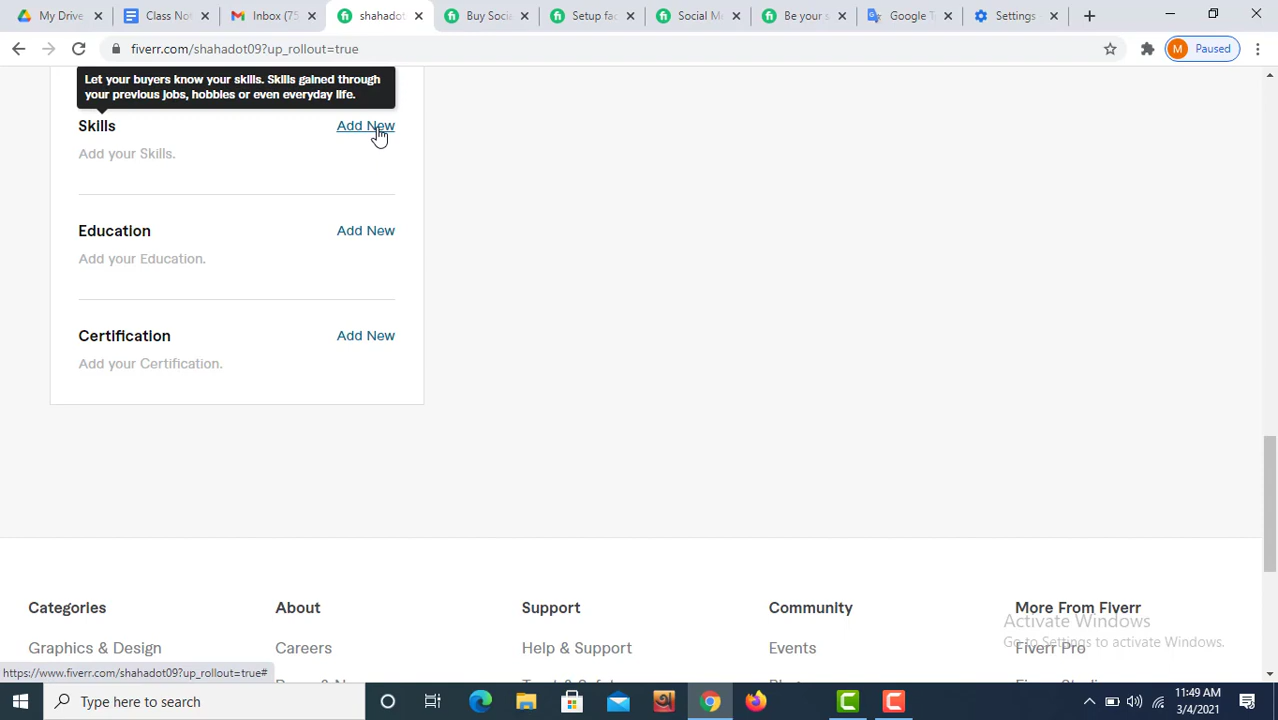 My Drive
Class No
Inbox (75
shahadot
Buy Socia
Setup fac
Social Me
Be your
Google T
Settings
fiverr.com/shahadot09?up_rollout=true
M
Paused
Let your buyers know your skills. Skills gained through
your previous jobs, hobbies or even everyday life.
Skills
Add New
Add your Skills.
Education
Add New
Add your Education.
Certification
Add New
Add your Certification.
Categories
About
Support
Community
More From Fiverr
Activate Windows
Go to Settings to activate Windows.
Graphics & Design
Careers
Help & Support
Events
Fiverr Pro
https://www.fiverr.com/shahadot09?up_rollout=true#
Type here to search
11:49 AM
3/4/2021